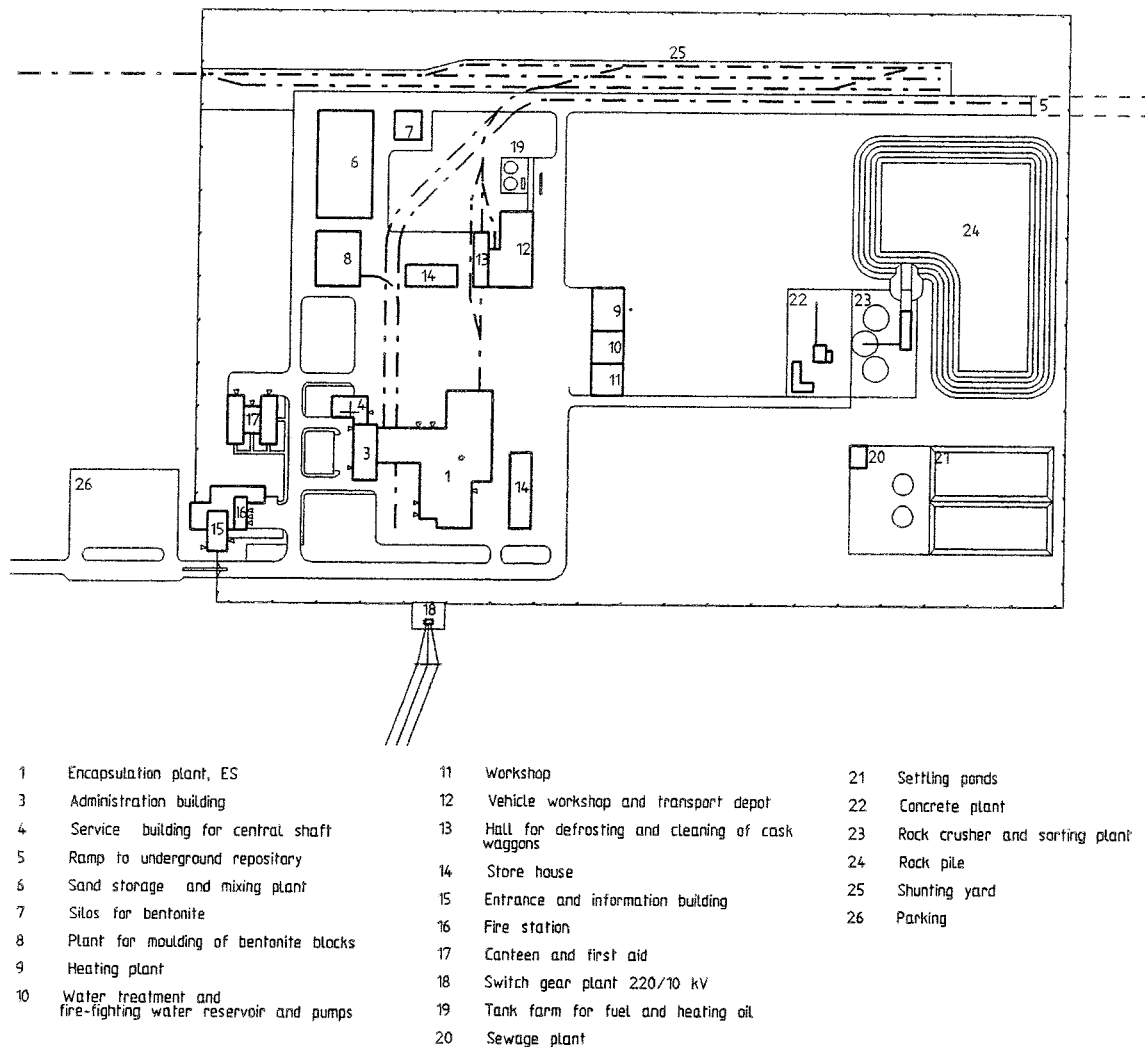 25
5
7
6
19
24
12
13
8
14
22
23
9
10
11
4
17
3
1
26
14
20
21
16
15
18
1 Encapsulation plant, ES
3 Administration building
4 Service building for central shaft
5 Ramp to underground repository
6 Sand storage and mixing plant
7 Silos for bentonite
8 Plant for moulding of bentonite blocks
9 Heating plant
10 Water treatment and
fire-fighting water reservoir and pumps
11 Workshop
12 Vehicle workshop and transport depot
13 Hall for defrosting and cleaning of cask
waggons
14 Store house
15 Entrance and information building
16 Fire station
17 Canteen and first aid
18 Switch gear plant 220/10 kV
19 Tank farm for fuel and heating oil
20 Sewage plant
21 Settling ponds
22 Concrete plant
23 Rock crusher and sorting plant
24 Rock pile
25 Shunting yard
26 Parking